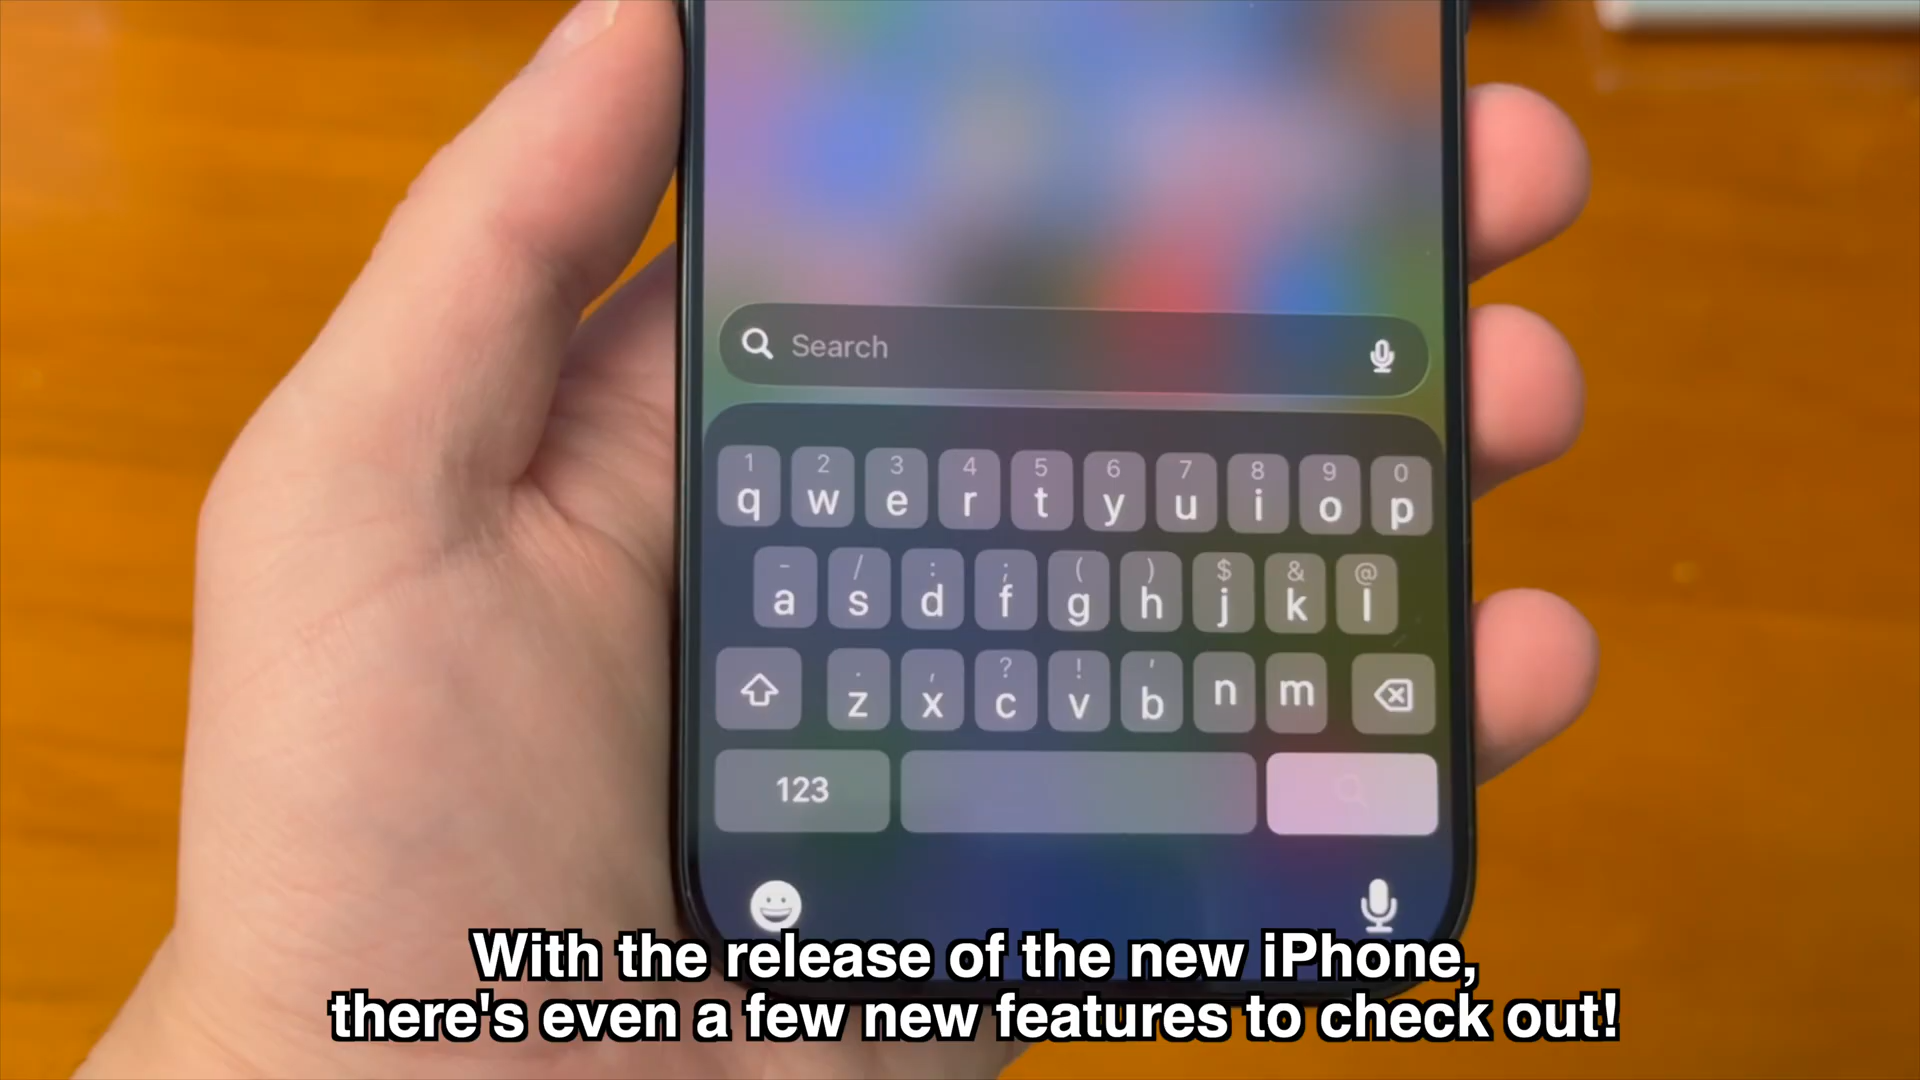 Search
1 2 3 4 5 6 7 8 9 0
q w e r t y u i o p
- / : ; ( ) $ & @
a s d f g h j k l
. , ? ! '
z x c v b n m
123
With the release of the new iPhone,
there's even a few new features to check out!